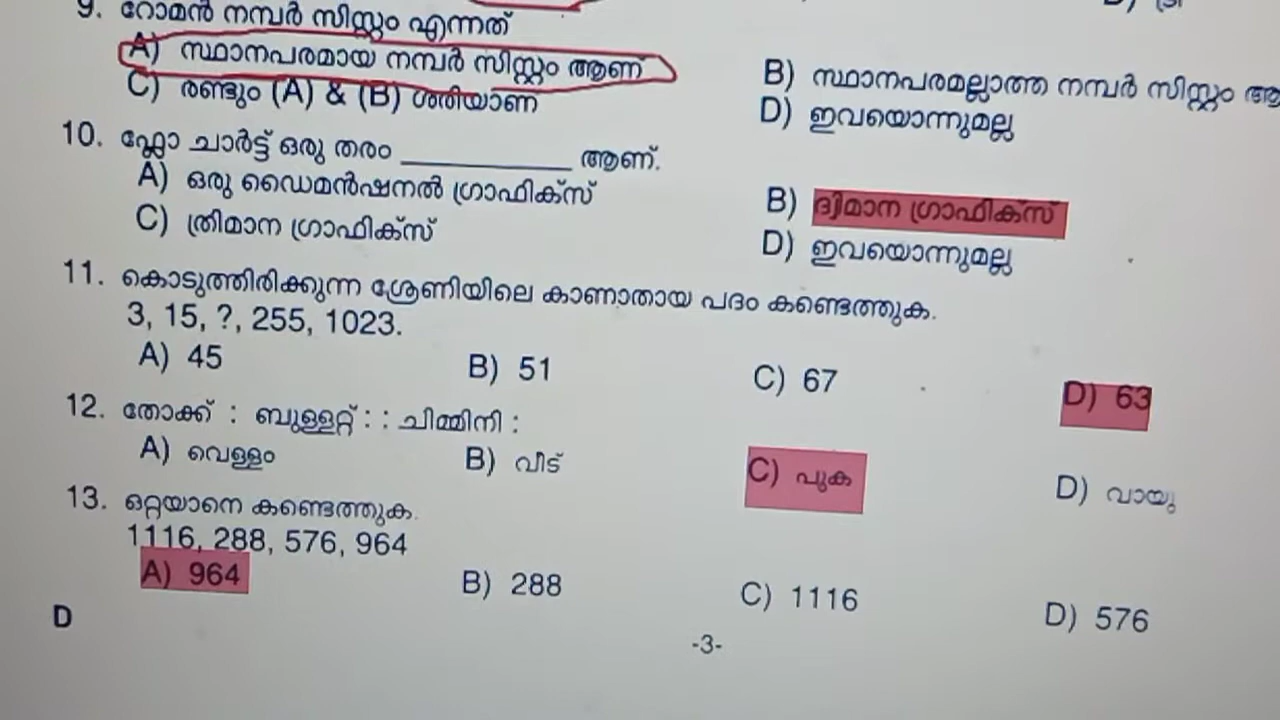 9. റോമൻ നമ്പർ സിസ്റ്റം എന്നത്
A) സ്ഥാനപരമായ നമ്പർ സിസ്റ്റം ആണ്
B) സ്ഥാനപരമല്ലാത്ത നമ്പർ സിസ്റ്റം ആ
C) രണ്ടും (A) & (B) ശരിയാണ്
D) ഇവയൊന്നുമല്ല
10. ഫ്ലോ ചാർട്ട് ഒരു തരം ___________ ആണ്.
A) ഒരു ഡൈമൻഷനൽ ഗ്രാഫിക്സ്
B) ദ്വിമാന ഗ്രാഫിക്സ്
C) ത്രിമാന ഗ്രാഫിക്സ്
D) ഇവയൊന്നുമല്ല
11. കൊടുത്തിരിക്കുന്ന ശ്രേണിയിലെ കാണാതായ പദം കണ്ടെത്തുക.
3, 15, ?, 255, 1023.
A) 45 B) 51 C) 67 D) 63
12. തോക്ക് : ബുള്ളറ്റ് : : ചിമ്മിനി :
A) വെള്ളം B) വീട് C) പുക D) വായു
13. ഒറ്റയാനെ കണ്ടെത്തുക.
1116, 288, 576, 964
A) 964 B) 288 C) 1116 D) 576
D
-3-